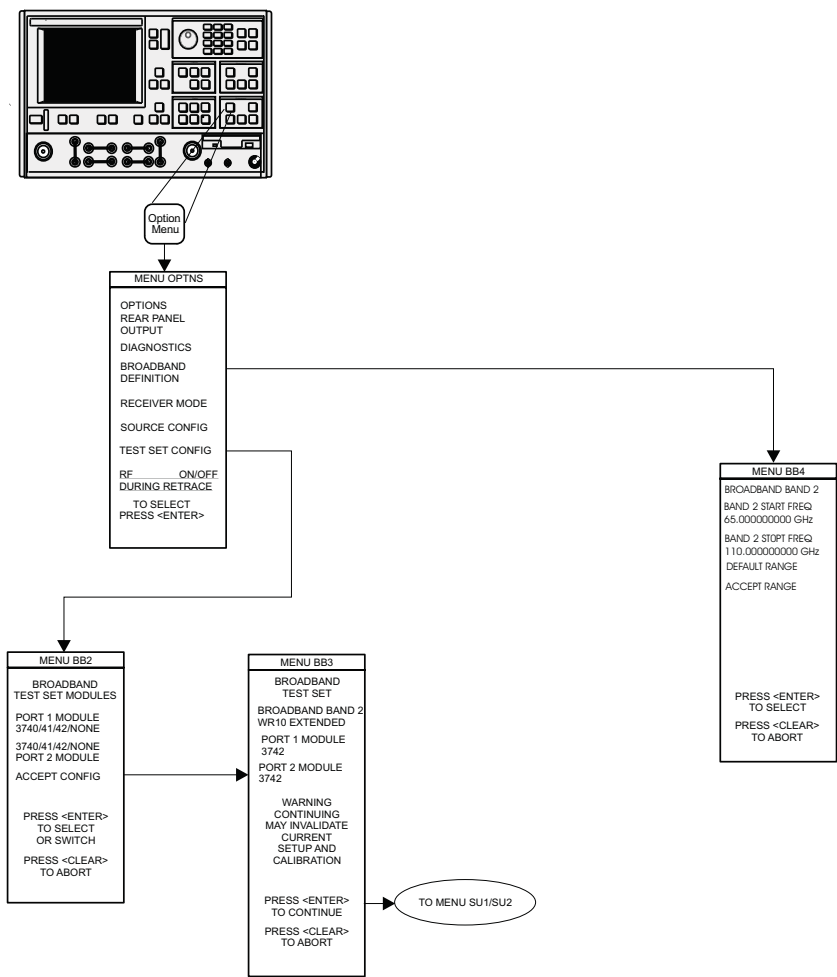 Option
Menu
MENU OPTNS
OPTIONS
REAR PANEL
OUTPUT
DIAGNOSTICS
BROADBAND
DEFINITION
RECEIVER MODE
SOURCE CONFIG
TEST SET CONFIG
RF ON/OFF
DURING RETRACE
TO SELECT
PRESS <ENTER>
MENU BB4
BROADBAND BAND 2
BAND 2 START FREQ
65.000000000 GHz
BAND 2 ST0PT FREQ
110.000000000 GHz
DEFAULT RANGE
ACCEPT RANGE
PRESS <ENTER>
TO SELECT
PRESS <CLEAR>
TO ABORT
MENU BB2
BROADBAND
TEST SET MODULES
PORT 1 MODULE
3740/41/42/NONE
3740/41/42/NONE
PORT 2 MODULE
ACCEPT CONFIG
PRESS <ENTER>
TO SELECT
OR SWITCH
PRESS <CLEAR>
TO ABORT
MENU BB3
BROADBAND
TEST SET
BROADBAND BAND 2
WR10 EXTENDED
PORT 1 MODULE
3742
PORT 2 MODULE
3742
WARNING
CONTINUING
MAY INVALIDATE
CURRENT
SETUP AND
CALIBRATION
PRESS <ENTER>
TO CONTINUE
PRESS <CLEAR>
TO ABORT
TO MENU SU1/SU2